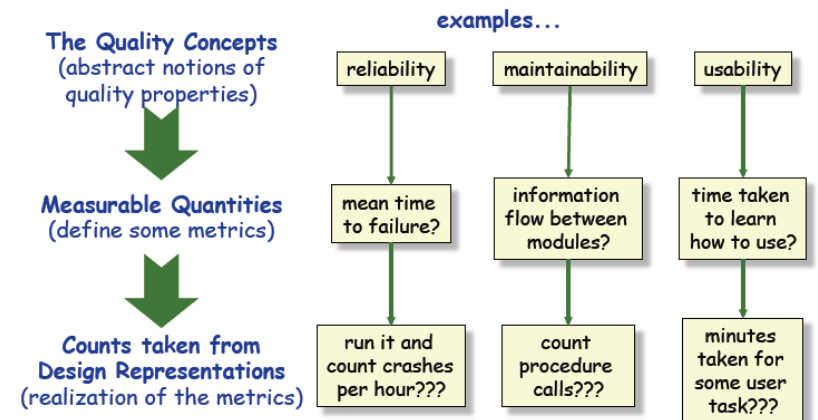 examples...
The Quality Concepts
(abstract notions of
quality properties)
reliability
maintainability
usability
Measurable Quantities
(define some metrics)
mean time
to failure?
information
flow between
modules?
time taken
to learn
how to use?
Counts taken from
Design Representations
(realization of the metrics)
run it and
count crashes
per hour???
count
procedure
calls???
minutes
taken for
some user
task???